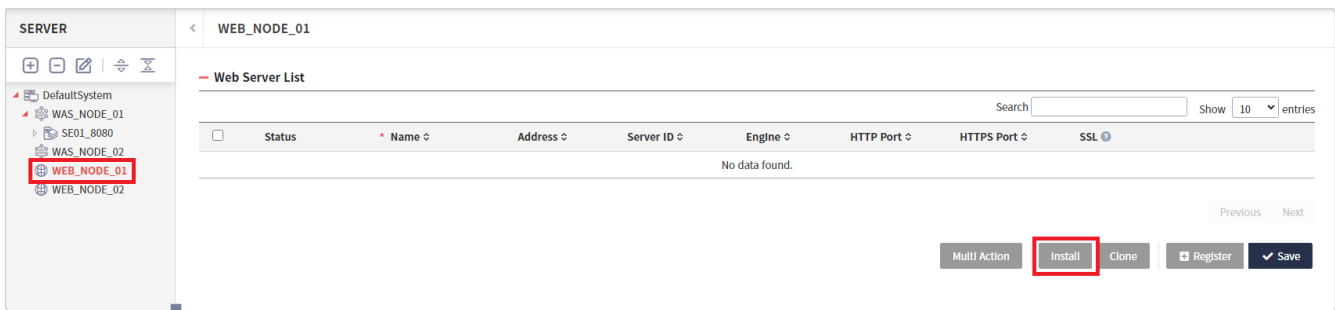 SERVER
WEB_NODE_01
DefaultSystem
WAS_NODE_01
SE01_8080
WAS_NODE_02
WEB_NODE_01
WEB_NODE_02
Web Server List
Search Show 10 entries
Status * Name Address Server ID Engine HTTP Port HTTPS Port SSL ?
No data found.
Previous Next
Multi Action Install Clone Register Save